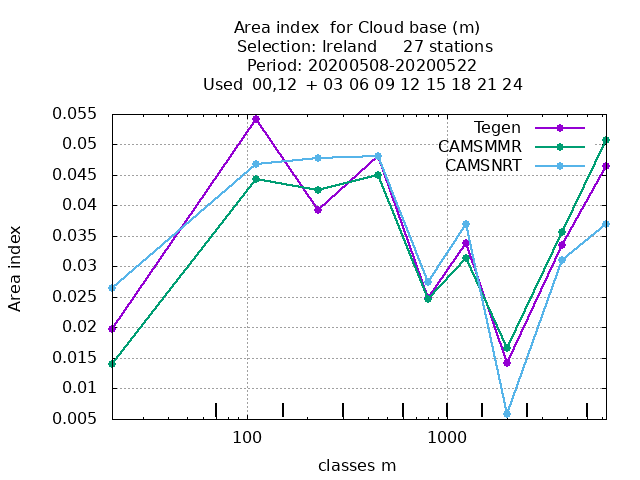 Area index  for Cloud base (m)
Selection: Ireland     27 stations
Period: 20200508-20200522
Used  00,12  + 03 06 09 12 15 18 21 24
Tegen
CAMSMMR
CAMSNRT
0.055
0.05
0.045
0.04
0.035
0.03
0.025
0.02
0.015
0.01
0.005
Area index
100 1000
classes m